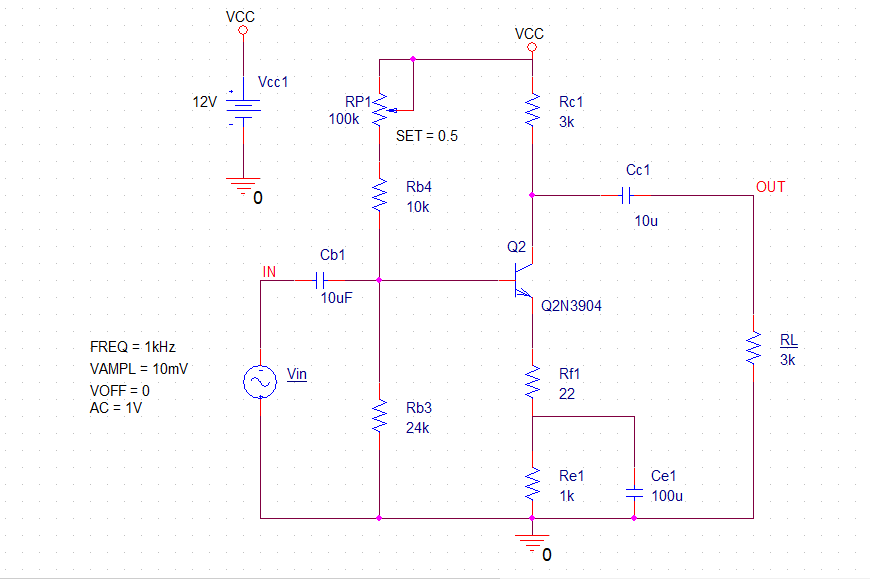 VCC
VCC
Vcc1
12V
RP1
100k
SET = 0.5
Rc1
3k
Cc1
10u
OUT
Rb4
10k
0
Q2
Q2N3904
Cb1
10uF
IN
FREQ = 1kHz
VAMPL = 10mV
VOFF = 0
AC = 1V
Vin
Rf1
22
RL
3k
Rb3
24k
Re1
1k
Ce1
100u
0